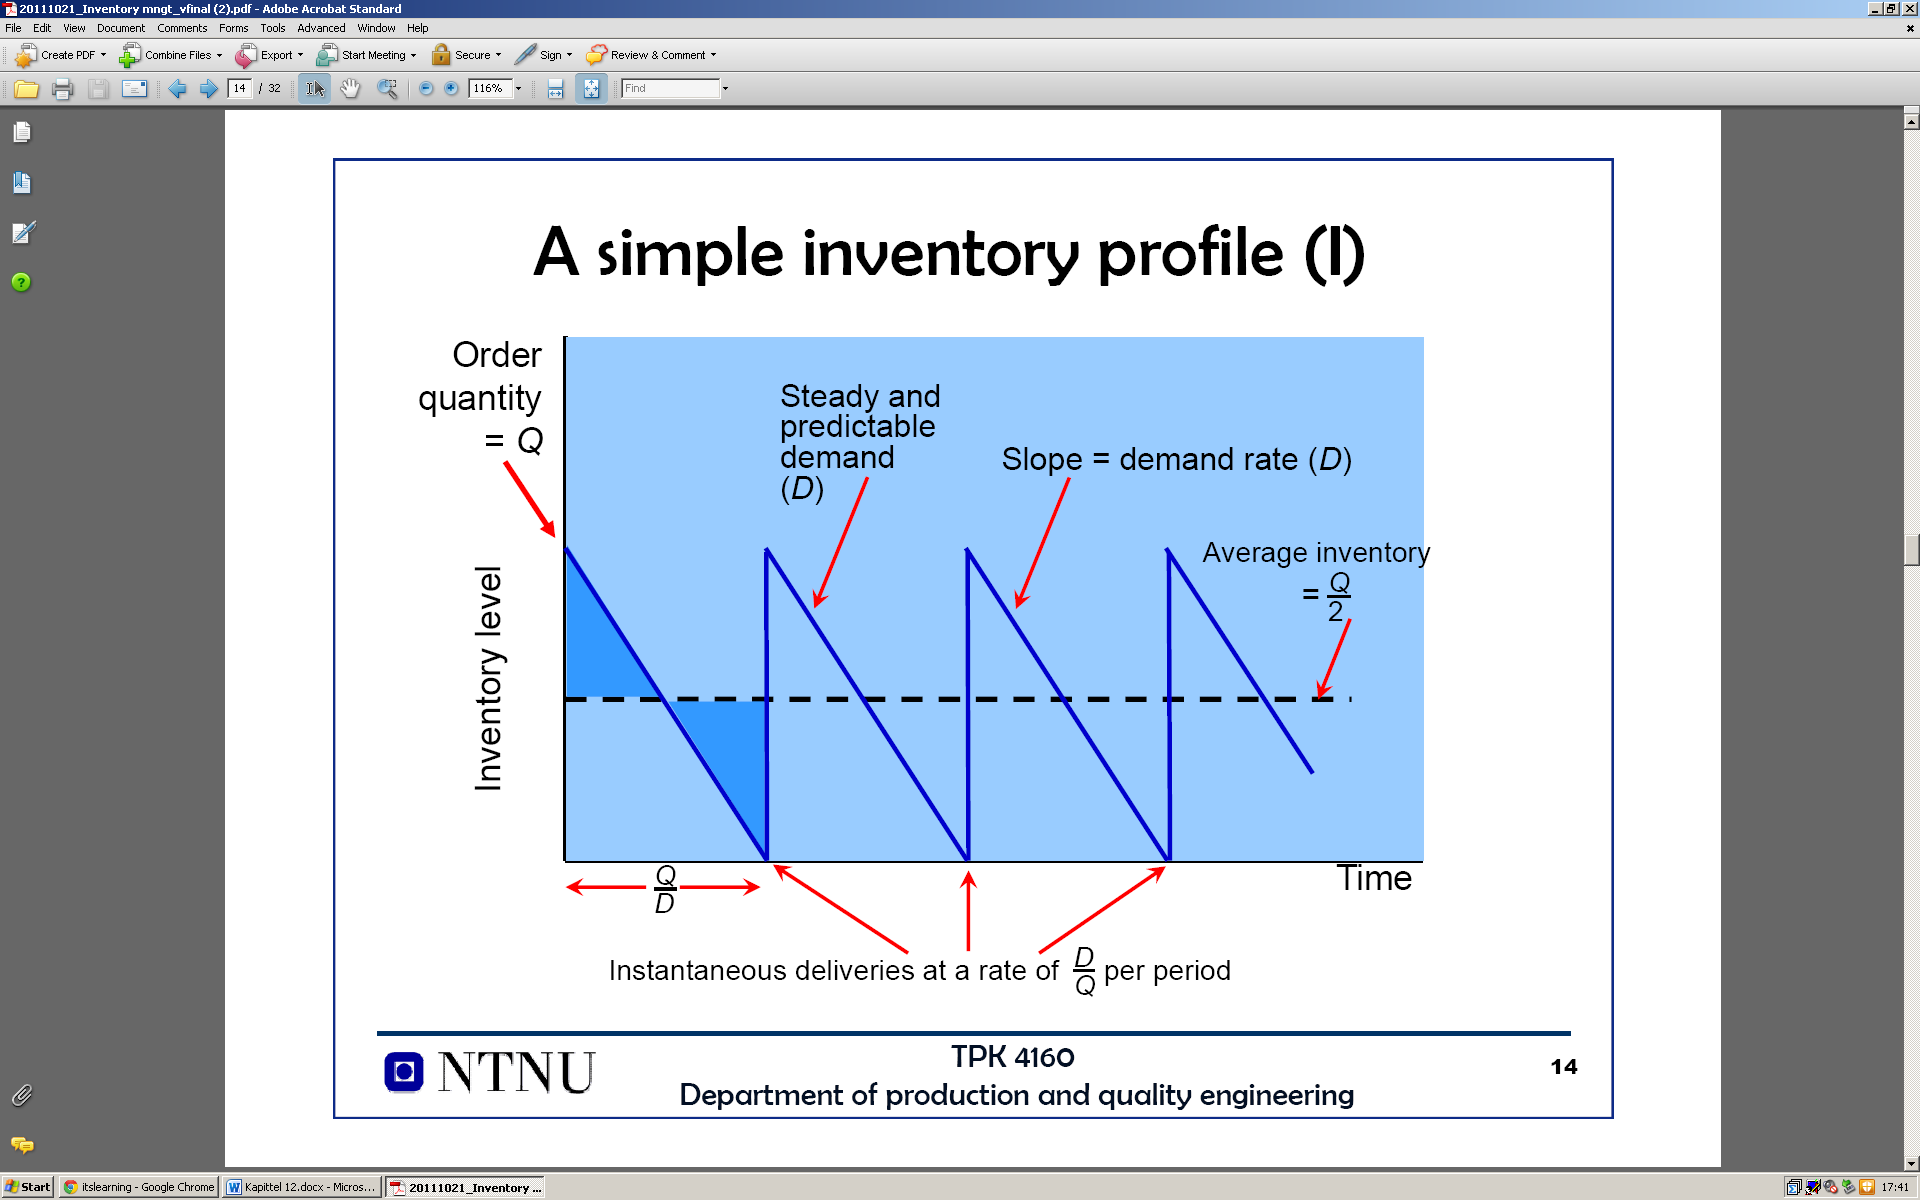 20111021_Inventory mngt_vfinal (2).pdf - Adobe Acrobat Standard
File Edit View Document Comments Forms Tools Advanced Window Help
Create PDF Combine Files Export Start Meeting Secure Sign Review & Comment
14 / 32 116% Find
A simple inventory profile (I)
Order
quantity
= Q
Steady and
predictable
demand
(D)
Slope = demand rate (D)
Average inventory
= Q
2
Inventory level
Time
Q
D
Instantaneous deliveries at a rate of D per period
Q
NTNU
TPK 4160
Department of production and quality engineering
14
Start itslearning - Google Chrome Kapittel 12.docx - Micros... 20111021_Inventory ... 17:41